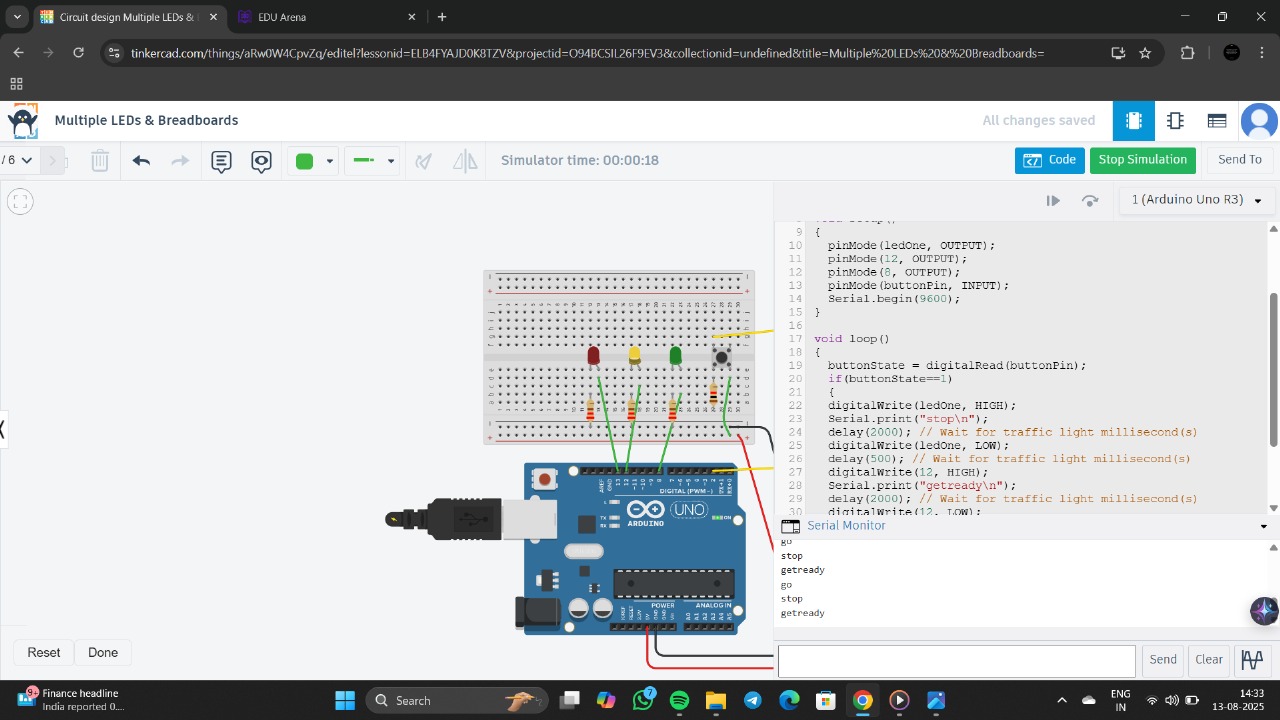 Circuit design Multiple LEDs &
EDU Arena
tinkercad.com/things/aRw0W4CpvZq/editel?lessonid=ELB4FYAJD0K8TZV&projectid=O94BCSIL26F9EV3&collectionid=undefined&title=Multiple%20LEDs%20&%20Breadboards=
Multiple LEDs & Breadboards
All changes saved
/ 6
Simulator time: 00:00:18
Code
Stop Simulation
Send To
1 (Arduino Uno R3)
9 {
10 pinMode(ledOne, OUTPUT);
11 pinMode(12, OUTPUT);
12 pinMode(8, OUTPUT);
13 pinMode(buttonPin, INPUT);
14 Serial.begin(9600);
15 }
16
17 void loop()
18 {
19 buttonState = digitalRead(buttonPin);
20 if(buttonState==1)
21 {
22 digitalWrite(ledOne, HIGH);
23 Serial.print("stop\n");
24 delay(2000); // Wait for traffic light millisecond(s)
25 digitalWrite(ledOne, LOW);
26 delay(500); // Wait for traffic light millisecond(s)
27 digitalWrite(12, HIGH);
28 Serial.print("getready\n");
29 delay(2000); // Wait for traffic light millisecond(s)
30 digitalWrite(12, LOW);
Serial Monitor
go
stop
getready
go
stop
getready
DIGITAL (PWM~)
UNO
ARDUINO
TX
RX
ON
POWER
ANALOG IN
Reset
Done
Send
Clear
9+
Finance headline
India reported 0....
Search
7
ENG
IN
14:33
13-08-2025